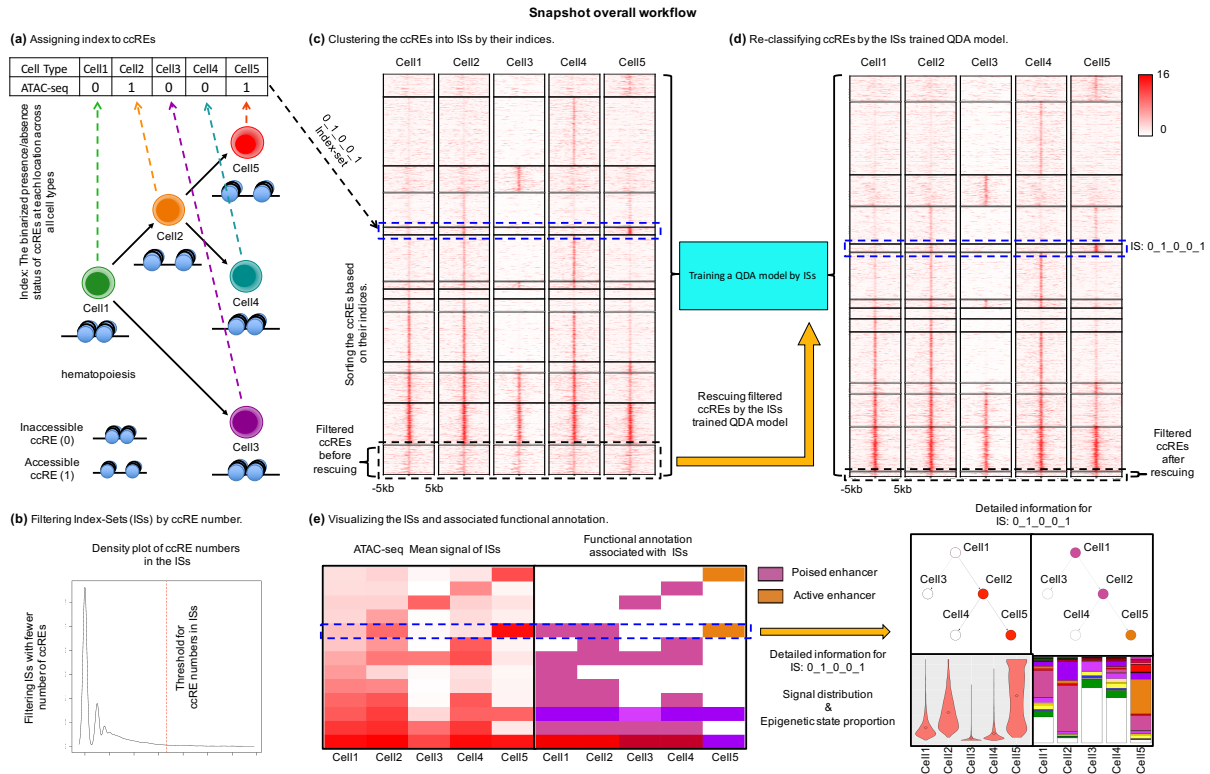 Snapshot overall workflow
(a) Assigning index to ccREs
Cell Type Cell1 Cell2 Cell3 Cell4 Cell5
ATAC-seq 0 1 0 0 1
Index: The binarized presence/absence
status of ccRE at each location across
all cell types
Cell5
Cell2
Cell4
Cell1
hematopoiesis
Cell3
Inaccessible
ccRE (0)
Accessible
ccRE (1)
(b) Filtering Index-Sets (ISs) by ccRE number.
Density plot of ccRE numbers
in the ISs
Filtering ISs with fewer
number of ccREs
Threshold for
ccRE numbers in ISs
(c) Clustering the ccREs into ISs by their indices.
Cell1 Cell2 Cell3 Cell4 Cell5
0_1_0_0_1
Index-set
Sorting the ccREs based
on their indices.
Filtered
ccREs
before
rescuing
-5kb 5kb
Training a QDA model by ISs
Rescuing filtered
ccREs by the ISs
trained QDA model
(d) Re-classifying ccREs by the ISs trained QDA model.
Cell1 Cell2 Cell3 Cell4 Cell5
16
0
IS: 0_1_0_0_1
Filtered
ccREs
after
rescuing
-5kb 5kb
(e) Visualizing the ISs and associated functional annotation.
ATAC-seq Mean signal of ISs
Functional annotation
associated with ISs
Poised enhancer
Active enhancer
Cell1 Cell2 Cell3 Cell4 Cell5 Cell1 Cell2 Cell3 Cell4 Cell5
Detailed information for
IS: 0_1_0_0_1
Signal distribution
&
Epigenetic state proportion
Detailed information for
IS: 0_1_0_0_1
Cell1
Cell3
Cell2
Cell4
Cell5
Cell1
Cell3
Cell2
Cell4
Cell5
Cell1 Cell2 Cell3 Cell4 Cell5 Cell1 Cell2 Cell3 Cell4 Cell5